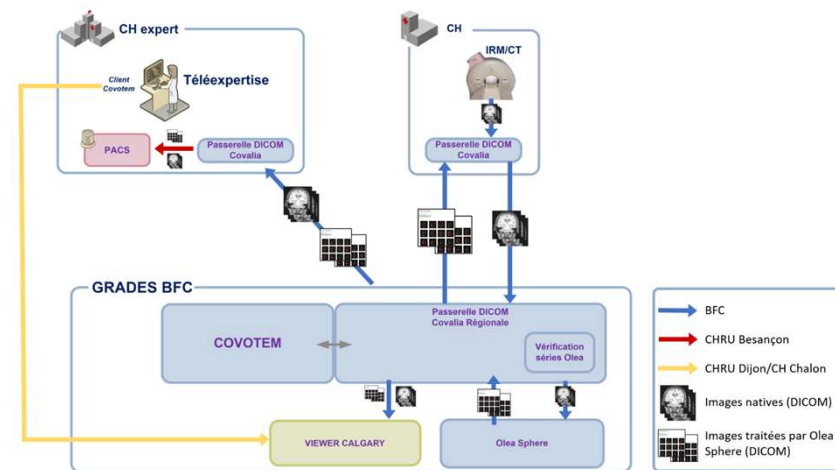 CH expert
CH
IRM/CT
Client
Covotem
Téléexpertise
PACS
Passerelle DICOM
Covalia
Passerelle DICOM
Covalia
GRADES BFC
COVOTEM
Passerelle DICOM
Covalia Régionale
Vérification
séries Olea
VIEWER CALGARY
Olea Sphere
BFC
CHRU Besançon
CHRU Dijon/CH Chalon
Images natives (DICOM)
Images traitées par Olea
Sphere (DICOM)